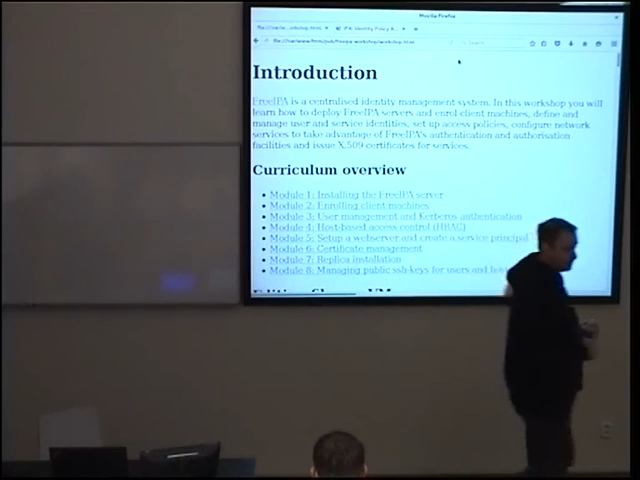 Mozilla Firefox
Search
Introduction
FreeIPA is a centralised identity management system. In this workshop you will
learn how to deploy FreeIPA servers and enrol client machines, define and
manage user and service identities, set up access policies, configure network
services to take advantage of FreeIPA's authentication and authorisation
facilities and issue X.509 certificates for services.
Curriculum overview
Module 1: Installing the FreeIPA server
Module 2: Enrolling client machines
Module 3: User management and Kerberos authentication
Module 4: Host-based access control (HBAC)
Module 5: Setup a webserver and create a service principal
Module 6: Certificate management
Module 7: Replica installation
Module 8: Managing public ssh-keys for users and